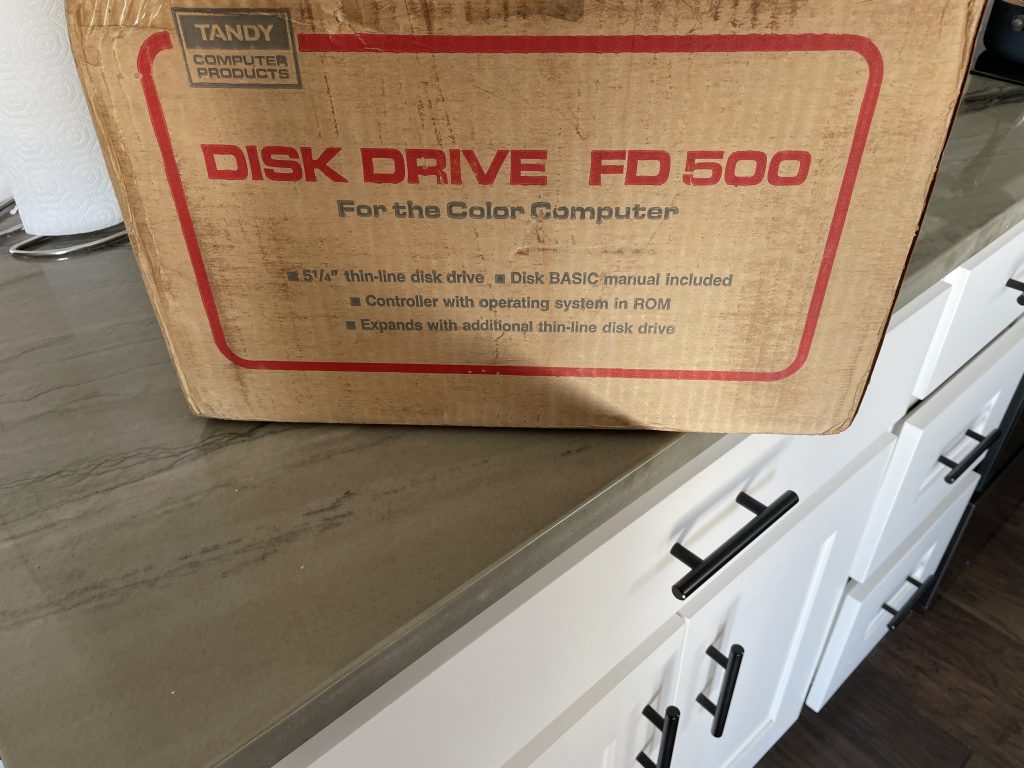 TANDY
COMPUTER
PRODUCTS
DISK DRIVE FD 500
For the Color Computer
■ 5¼" thin-line disk drive ■ Disk BASIC manual included
■ Controller with operating system in ROM
■ Expands with additional thin-line disk drive